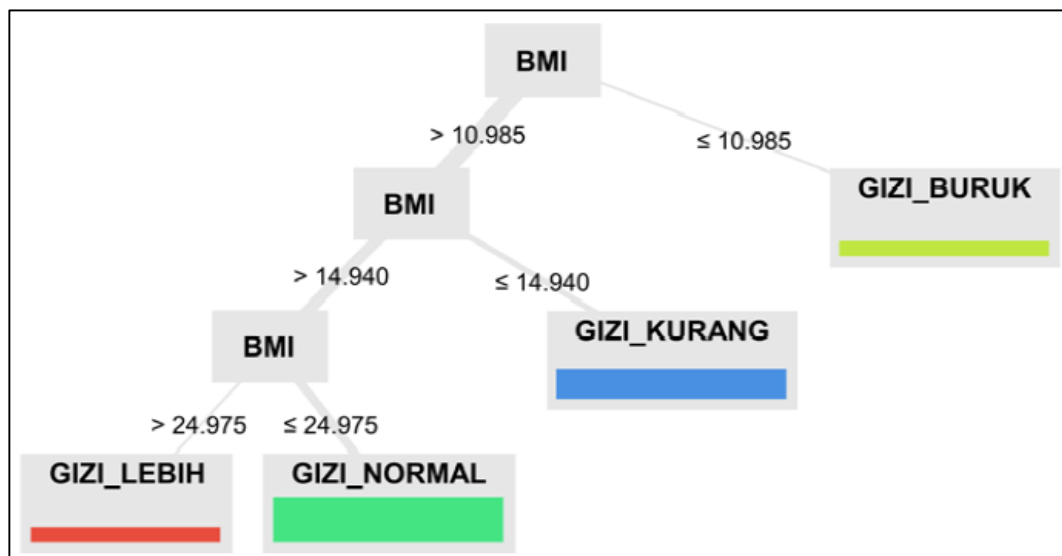 BMI
> 10.985
≤ 10.985
BMI
GIZI_BURUK
> 14.940
≤ 14.940
BMI
GIZI_KURANG
> 24.975
≤ 24.975
GIZI_LEBIH
GIZI_NORMAL